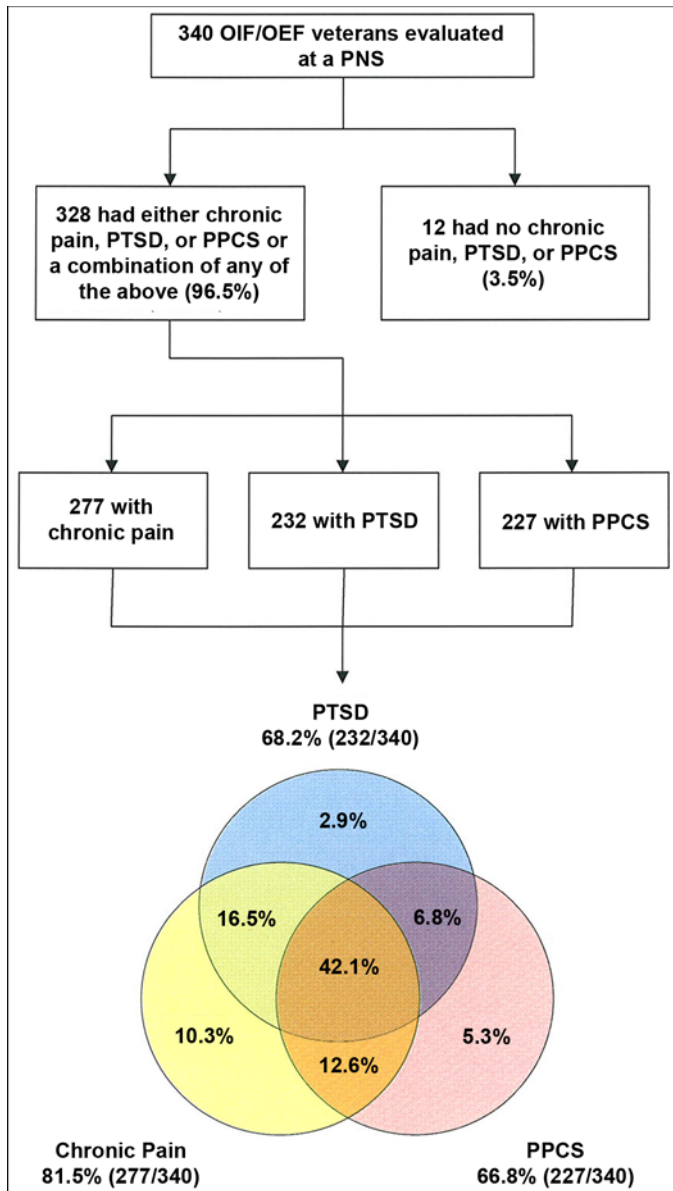 340 OIF/OEF veterans evaluated
at a PNS
328 had either chronic
pain, PTSD, or PPCS or
a combination of any of
the above (96.5%)
12 had no chronic
pain, PTSD, or PPCS
(3.5%)
277 with
chronic pain
232 with PTSD
227 with PPCS
PTSD
68.2% (232/340)
2.9%
16.5%
6.8%
42.1%
10.3%
5.3%
12.6%
Chronic Pain
81.5% (277/340)
PPCS
66.8% (227/340)